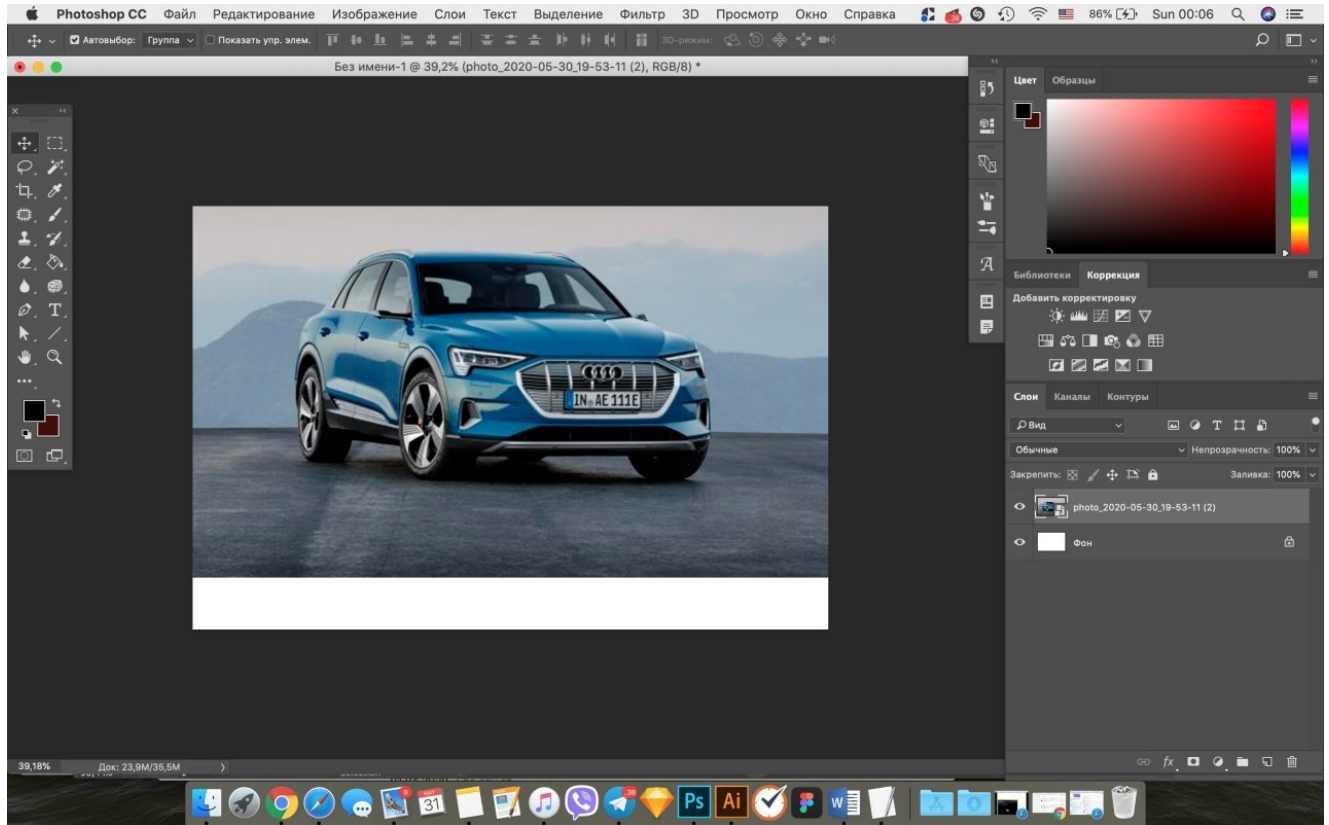 Photoshop CC Файл Редактирование Изображение Слои Текст Выделение Фильтр 3D Просмотр Окно Справка 86% Sun 00:06
Автовыбор: Группа Показать упр. элем. 3D-режим:
Без имени-1 @ 39,2% (photo_2020-05-30_19-53-11 (2), RGB/8) *
Цвет Образцы
Библиотеки Коррекция
Добавить корректировку
IN AE 111E
Слои Каналы Контуры
Вид
Обычные Непрозрачность: 100%
Закрепить: Заливка: 100%
photo_2020-05-30_19-53-11 (2)
Фон
39,18% Док: 23,9M/35,5M
MAY
31
38
Ps Ai W